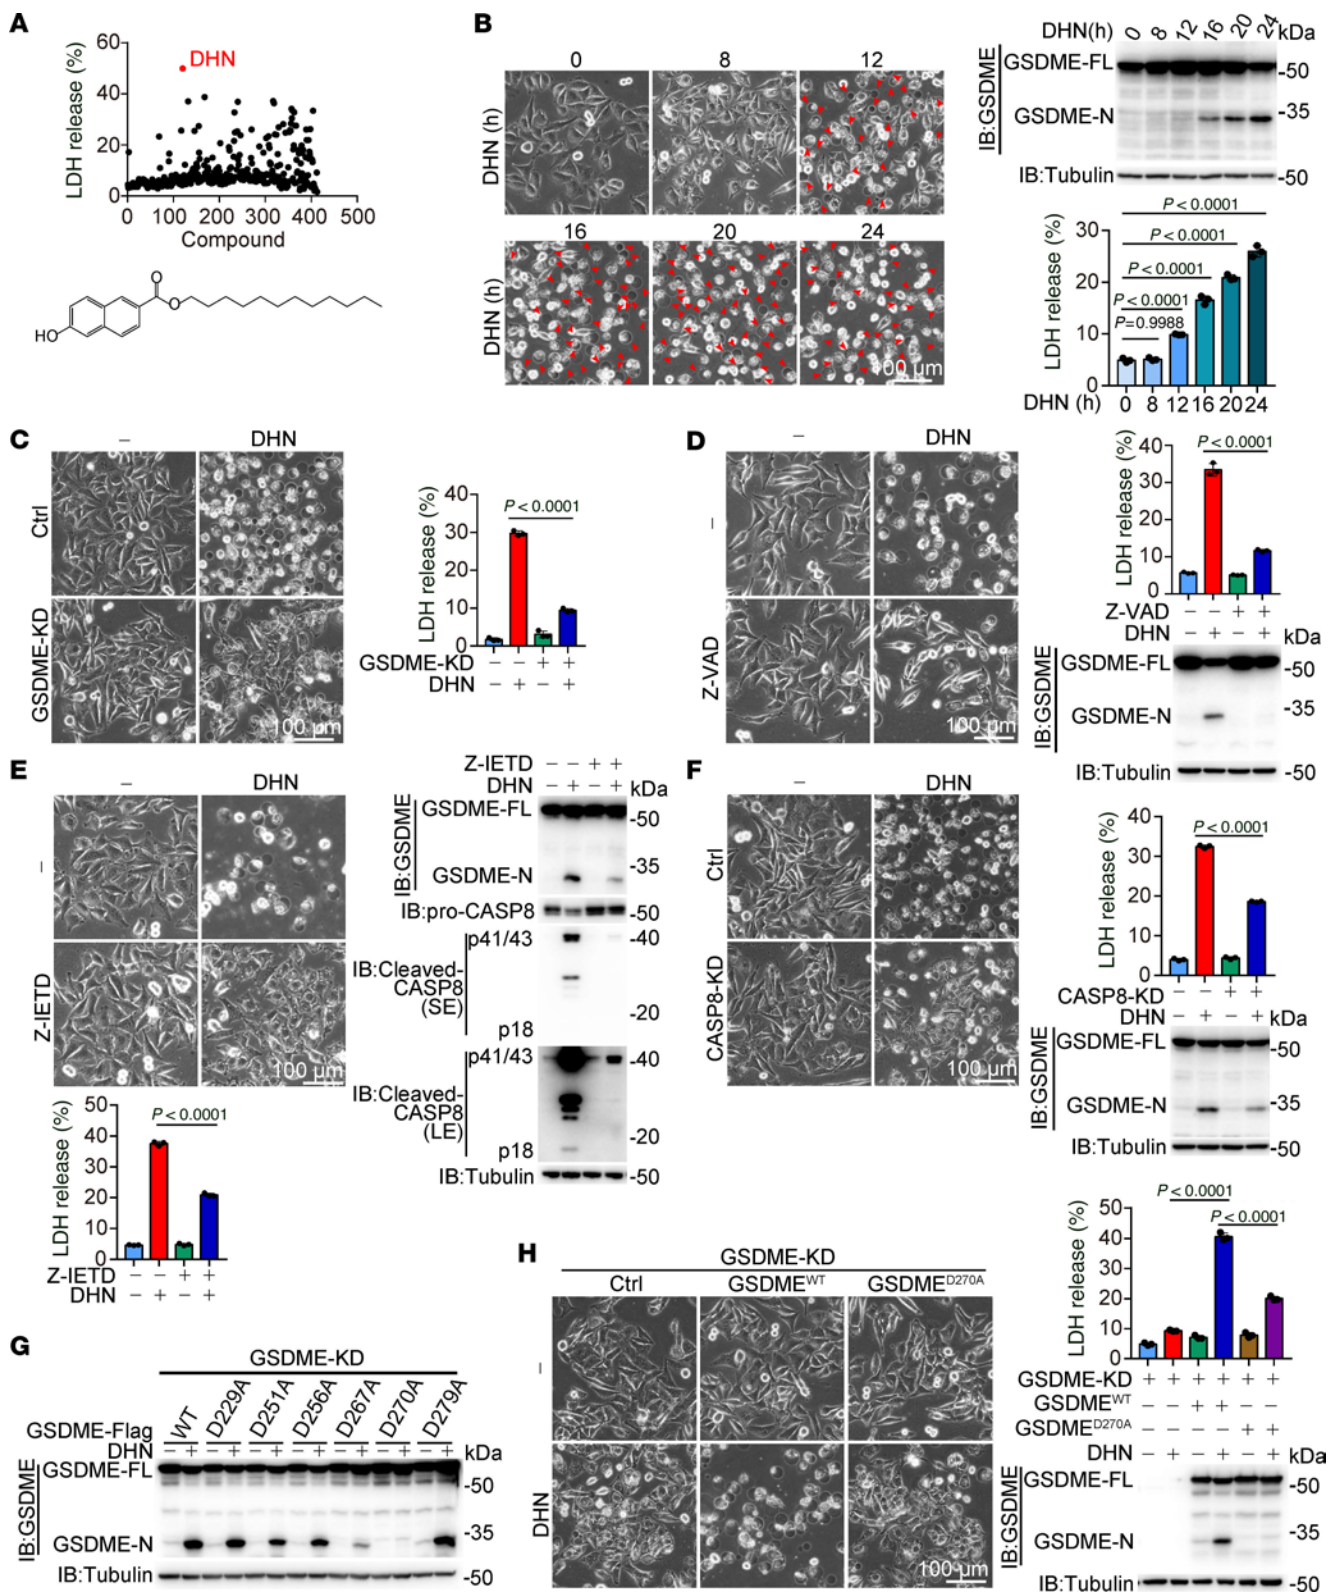 A
LDH release (%)
60
40
20
0
DHN
0 100 200 300 400 500
Compound
HO
O
O
B
DHN (h)
0 8 12
DHN (h)
16 20 24
100 µm
DHN(h) 0 8 12 16 20 24 kDa
IB:GSDME
GSDME-FL -50
-35
GSDME-N
IB:Tubulin -50
LDH release (%)
30
20
10
0
P < 0.0001
P < 0.0001
P < 0.0001
P < 0.0001
P=0.9988
DHN (h) 0 8 12 16 20 24
C
– DHN
Ctrl
GSDME-KD
100 µm
LDH release (%)
40
30
20
10
0
P < 0.0001
GSDME-KD – – + +
DHN – + – +
D
– DHN
–
Z-VAD
100 µm
LDH release (%)
40
30
20
10
0
P < 0.0001
Z-VAD – – + +
DHN – + – + kDa
IB:GSDME
GSDME-FL -50
-35
GSDME-N
IB:Tubulin -50
E
– DHN
–
Z-IETD
100 µm
Z-IETD – – + +
DHN – + – + kDa
IB:GSDME
GSDME-FL -50
-35
GSDME-N
IB:pro-CASP8 -50
p41/43 -40
IB:Cleaved-
CASP8
(SE)
-20
p18
p41/43 -40
IB:Cleaved-
CASP8
(LE)
-20
p18
IB:Tubulin -50
LDH release (%)
50
40
30
20
10
0
P < 0.0001
Z-IETD – – + +
DHN – + – +
F
– DHN
Ctrl
CASP8-KD
100 µm
LDH release (%)
40
30
20
10
0
P < 0.0001
CASP8-KD – – + +
DHN – + – + kDa
IB:GSDME
GSDME-FL -50
-35
GSDME-N
IB:Tubulin -50
G
GSDME-KD
GSDME-Flag WT D229A D251A D256A D267A D270A D279A
DHN – + – + – + – + – + – + – + kDa
IB:GSDME
GSDME-FL -50
-35
GSDME-N
IB:Tubulin -50
H
GSDME-KD
Ctrl GSDME^WT GSDME^D270A
–
DHN
100 µm
LDH release (%)
50
40
30
20
10
0
P < 0.0001
P < 0.0001
GSDME-KD + + + + + +
GSDME^WT – – + + – –
GSDME^D270A – – – – + +
DHN – + – + – + kDa
IB:GSDME
GSDME-FL -50
-35
GSDME-N
IB:Tubulin -50